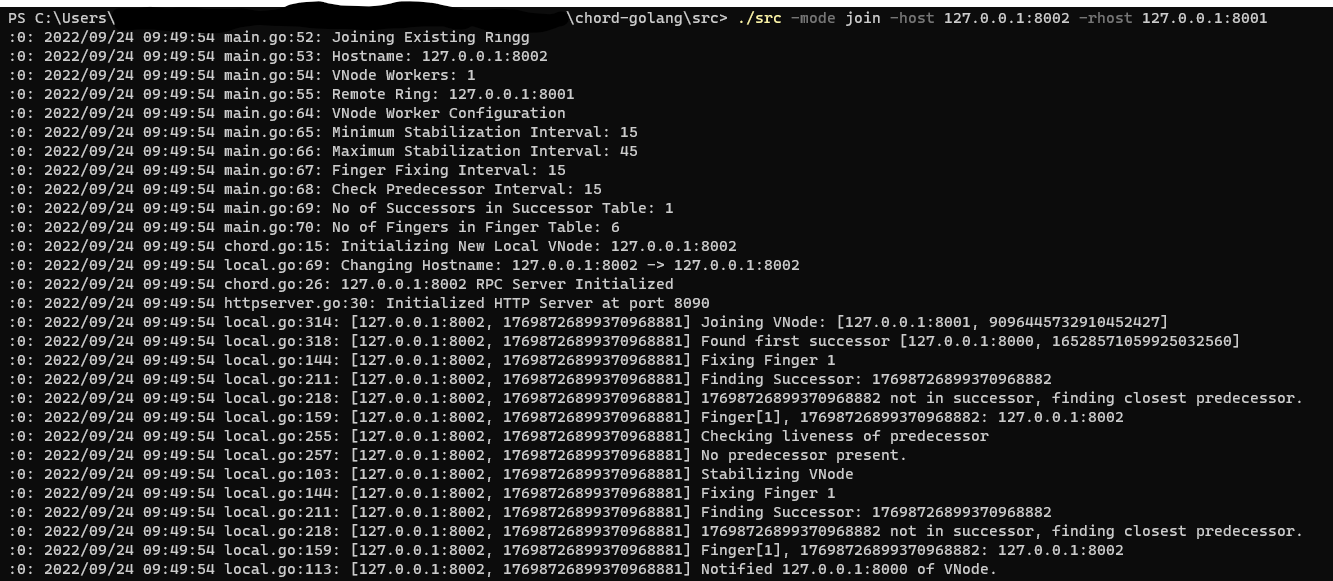 PS C:\Users\ \chord-golang\src> ./src -mode join -host 127.0.0.1:8002 -rhost 127.0.0.1:8001
:0: 2022/09/24 09:49:54 main.go:52: Joining Existing Ringg
:0: 2022/09/24 09:49:54 main.go:53: Hostname: 127.0.0.1:8002
:0: 2022/09/24 09:49:54 main.go:54: VNode Workers: 1
:0: 2022/09/24 09:49:54 main.go:55: Remote Ring: 127.0.0.1:8001
:0: 2022/09/24 09:49:54 main.go:64: VNode Worker Configuration
:0: 2022/09/24 09:49:54 main.go:65: Minimum Stabilization Interval: 15
:0: 2022/09/24 09:49:54 main.go:66: Maximum Stabilization Interval: 45
:0: 2022/09/24 09:49:54 main.go:67: Finger Fixing Interval: 15
:0: 2022/09/24 09:49:54 main.go:68: Check Predecessor Interval: 15
:0: 2022/09/24 09:49:54 main.go:69: No of Successors in Successor Table: 1
:0: 2022/09/24 09:49:54 main.go:70: No of Fingers in Finger Table: 6
:0: 2022/09/24 09:49:54 chord.go:15: Initializing New Local VNode: 127.0.0.1:8002
:0: 2022/09/24 09:49:54 local.go:69: Changing Hostname: 127.0.0.1:8002 -> 127.0.0.1:8002
:0: 2022/09/24 09:49:54 chord.go:26: 127.0.0.1:8002 RPC Server Initialized
:0: 2022/09/24 09:49:54 httpserver.go:30: Initialized HTTP Server at port 8090
:0: 2022/09/24 09:49:54 local.go:314: [127.0.0.1:8002, 17698726899370968881] Joining VNode: [127.0.0.1:8001, 9096445732910452427]
:0: 2022/09/24 09:49:54 local.go:318: [127.0.0.1:8002, 17698726899370968881] Found first successor [127.0.0.1:8000, 16528571059925032560]
:0: 2022/09/24 09:49:54 local.go:144: [127.0.0.1:8002, 17698726899370968881] Fixing Finger 1
:0: 2022/09/24 09:49:54 local.go:211: [127.0.0.1:8002, 17698726899370968881] Finding Successor: 17698726899370968882
:0: 2022/09/24 09:49:54 local.go:218: [127.0.0.1:8002, 17698726899370968881] 17698726899370968882 not in successor, finding closest predecessor.
:0: 2022/09/24 09:49:54 local.go:159: [127.0.0.1:8002, 17698726899370968881] Finger[1], 17698726899370968882: 127.0.0.1:8002
:0: 2022/09/24 09:49:54 local.go:255: [127.0.0.1:8002, 17698726899370968881] Checking liveness of predecessor
:0: 2022/09/24 09:49:54 local.go:257: [127.0.0.1:8002, 17698726899370968881] No predecessor present.
:0: 2022/09/24 09:49:54 local.go:103: [127.0.0.1:8002, 17698726899370968881] Stabilizing VNode
:0: 2022/09/24 09:49:54 local.go:144: [127.0.0.1:8002, 17698726899370968881] Fixing Finger 1
:0: 2022/09/24 09:49:54 local.go:211: [127.0.0.1:8002, 17698726899370968881] Finding Successor: 17698726899370968882
:0: 2022/09/24 09:49:54 local.go:218: [127.0.0.1:8002, 17698726899370968881] 17698726899370968882 not in successor, finding closest predecessor.
:0: 2022/09/24 09:49:54 local.go:159: [127.0.0.1:8002, 17698726899370968881] Finger[1], 17698726899370968882: 127.0.0.1:8002
:0: 2022/09/24 09:49:54 local.go:113: [127.0.0.1:8002, 17698726899370968881] Notified 127.0.0.1:8000 of VNode.